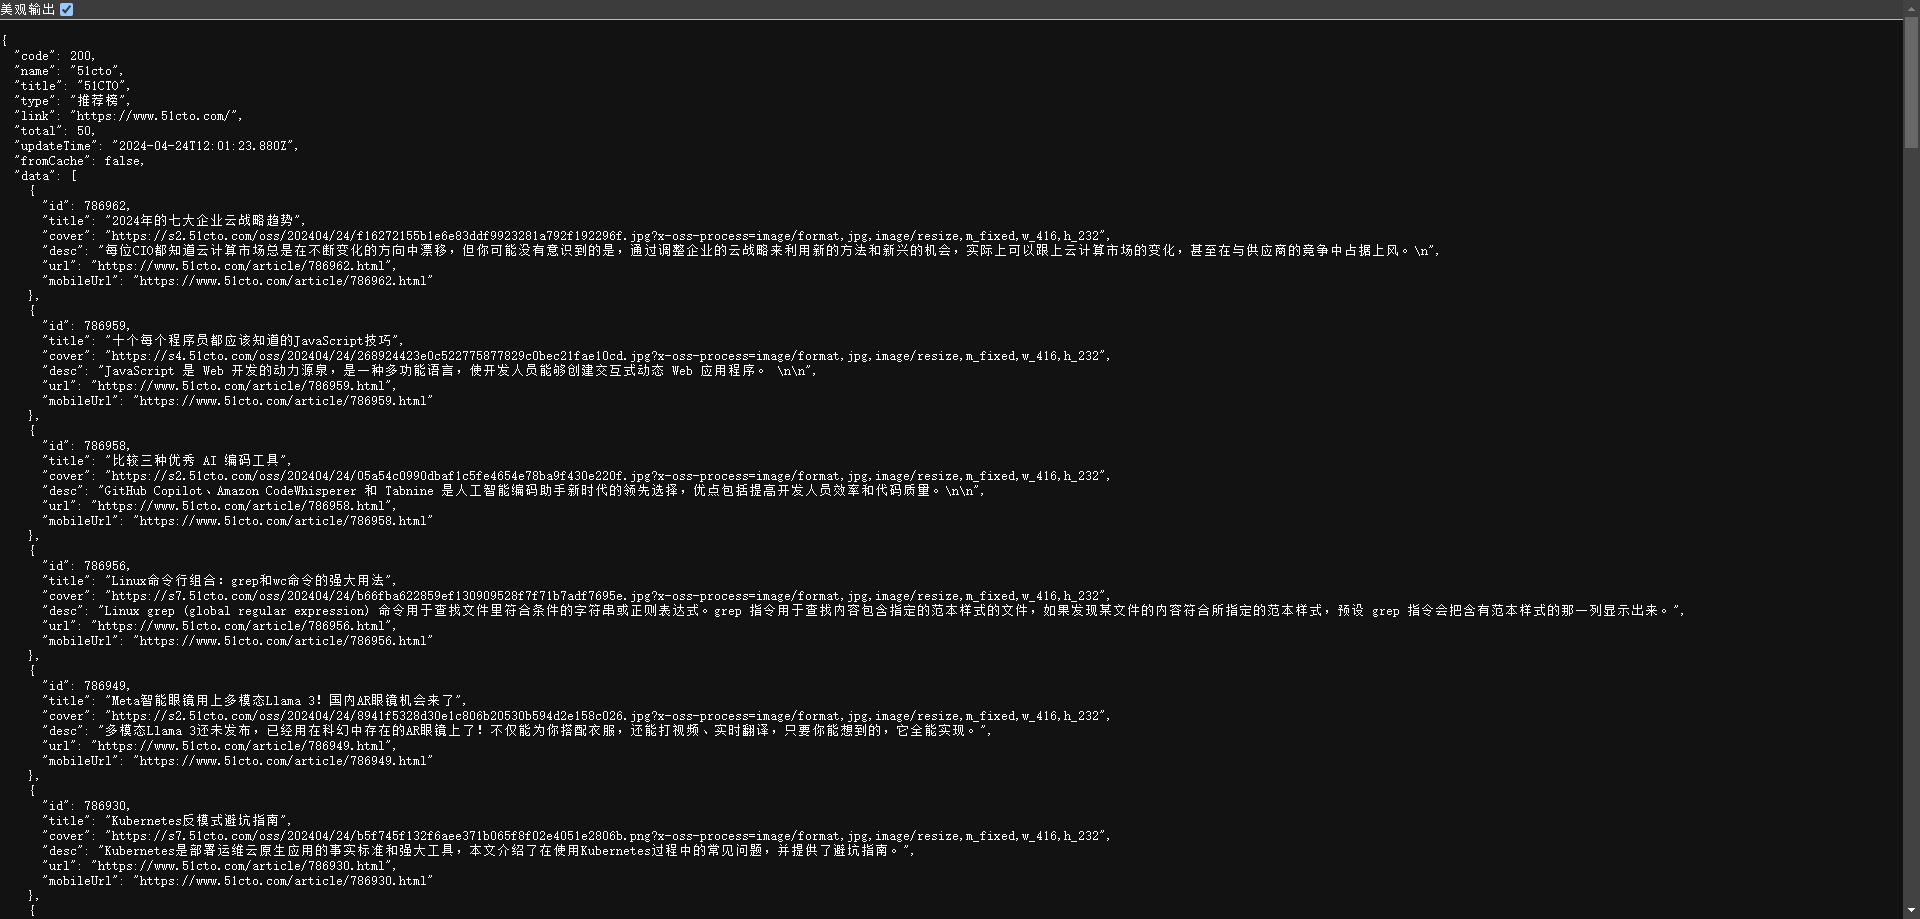 美观输出
{
  "code": 200,
  "name": "51cto",
  "title": "51CTO",
  "type": "推荐榜",
  "link": "https://www.51cto.com/",
  "total": 50,
  "updateTime": "2024-04-24T12:01:23.880Z",
  "fromCache": false,
  "data": [
    {
      "id": 786962,
      "title": "2024年的七大企业云战略趋势",
      "cover": "https://s2.51cto.com/oss/202404/24/f16272155b1e6e83ddf9923281a792f192296f.jpg?x-oss-process=image/format,jpg,image/resize,m_fixed,w_416,h_232",
      "desc": "每位CIO都知道云计算市场总是在不断变化的方向中漂移，但你可能没有意识到的是，通过调整企业的云战略来利用新的方法和新兴的机会，实际上可以跟上云计算市场的变化，甚至在与供应商的竞争中占据上风。\n",
      "url": "https://www.51cto.com/article/786962.html",
      "mobileUrl": "https://www.51cto.com/article/786962.html"
    },
    {
      "id": 786959,
      "title": "十个每个程序员都应该知道的JavaScript技巧",
      "cover": "https://s4.51cto.com/oss/202404/24/268924423e0c522775877829c0bec21fae10cd.jpg?x-oss-process=image/format,jpg,image/resize,m_fixed,w_416,h_232",
      "desc": "JavaScript 是 Web 开发的动力源泉，是一种多功能语言，使开发人员能够创建交互式动态 Web 应用程序。 \n\n",
      "url": "https://www.51cto.com/article/786959.html",
      "mobileUrl": "https://www.51cto.com/article/786959.html"
    },
    {
      "id": 786958,
      "title": "比较三种优秀 AI 编码工具",
      "cover": "https://s2.51cto.com/oss/202404/24/05a54c0990dbaf1c5fe4654e78ba9f430e220f.jpg?x-oss-process=image/format,jpg,image/resize,m_fixed,w_416,h_232",
      "desc": "GitHub Copilot、Amazon CodeWhisperer 和 Tabnine 是人工智能编码助手新时代的领先选择，优点包括提高开发人员效率和代码质量。\n\n",
      "url": "https://www.51cto.com/article/786958.html",
      "mobileUrl": "https://www.51cto.com/article/786958.html"
    },
    {
      "id": 786956,
      "title": "Linux命令行组合：grep和wc命令的强大用法",
      "cover": "https://s7.51cto.com/oss/202404/24/b66fba622859ef130909528f7f71b7adf7695e.jpg?x-oss-process=image/format,jpg,image/resize,m_fixed,w_416,h_232",
      "desc": "Linux grep (global regular expression) 命令用于查找文件里符合条件的字符串或正则表达式。grep 指令用于查找内容包含指定的范本样式的文件，如果发现某文件的内容符合所指定的范本样式，预设 grep 指令会把含有范本样式的那一列显示出来。",
      "url": "https://www.51cto.com/article/786956.html",
      "mobileUrl": "https://www.51cto.com/article/786956.html"
    },
    {
      "id": 786949,
      "title": "Meta智能眼镜用上多模态Llama 3！国内AR眼镜机会来了",
      "cover": "https://s2.51cto.com/oss/202404/24/8941f5328d30e1c806b20530b594d2e158c026.jpg?x-oss-process=image/format,jpg,image/resize,m_fixed,w_416,h_232",
      "desc": "多模态Llama 3还未发布，已经用在科幻中存在的AR眼镜上了！不仅能为你搭配衣服，还能打视频、实时翻译，只要你能想到的，它全能实现。",
      "url": "https://www.51cto.com/article/786949.html",
      "mobileUrl": "https://www.51cto.com/article/786949.html"
    },
    {
      "id": 786930,
      "title": "Kubernetes反模式避坑指南",
      "cover": "https://s7.51cto.com/oss/202404/24/b5f745f132f6aee371b065f8f02e4051e2806b.png?x-oss-process=image/format,jpg,image/resize,m_fixed,w_416,h_232",
      "desc": "Kubernetes是部署运维云原生应用的事实标准和强大工具，本文介绍了在使用Kubernetes过程中的常见问题，并提供了避坑指南。",
      "url": "https://www.51cto.com/article/786930.html",
      "mobileUrl": "https://www.51cto.com/article/786930.html"
    },
    {